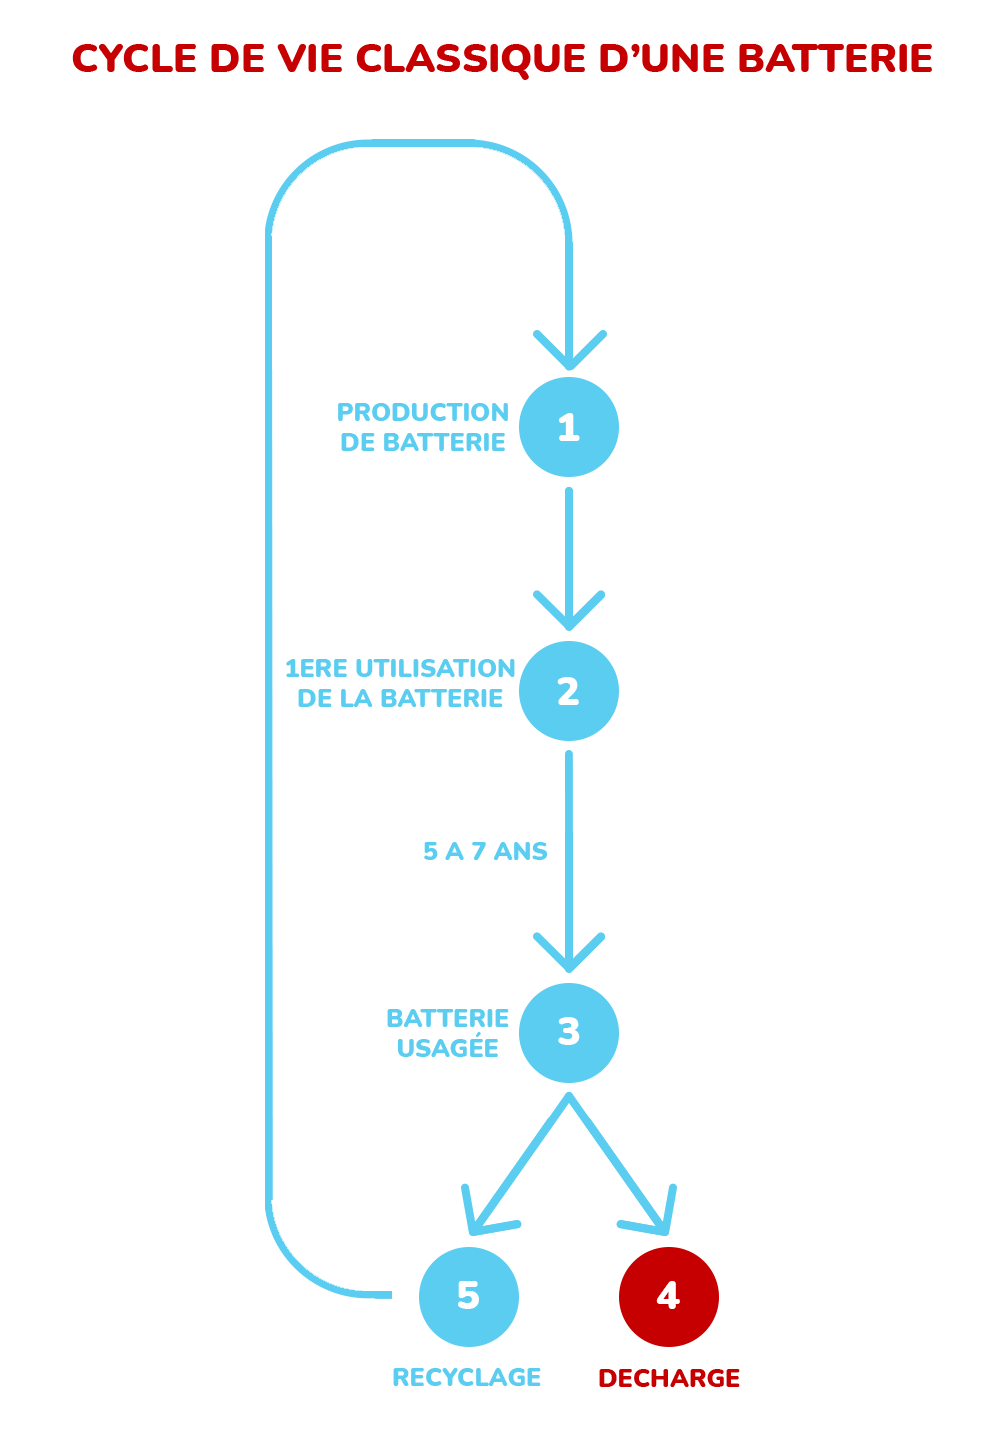 CYCLE DE VIE CLASSIQUE D’UNE BATTERIE
PRODUCTION
DE BATTERIE
1
1ERE UTILISATION
DE LA BATTERIE
2
5 A 7 ANS
BATTERIE
USAGÉE
3
5
4
RECYCLAGE
DECHARGE